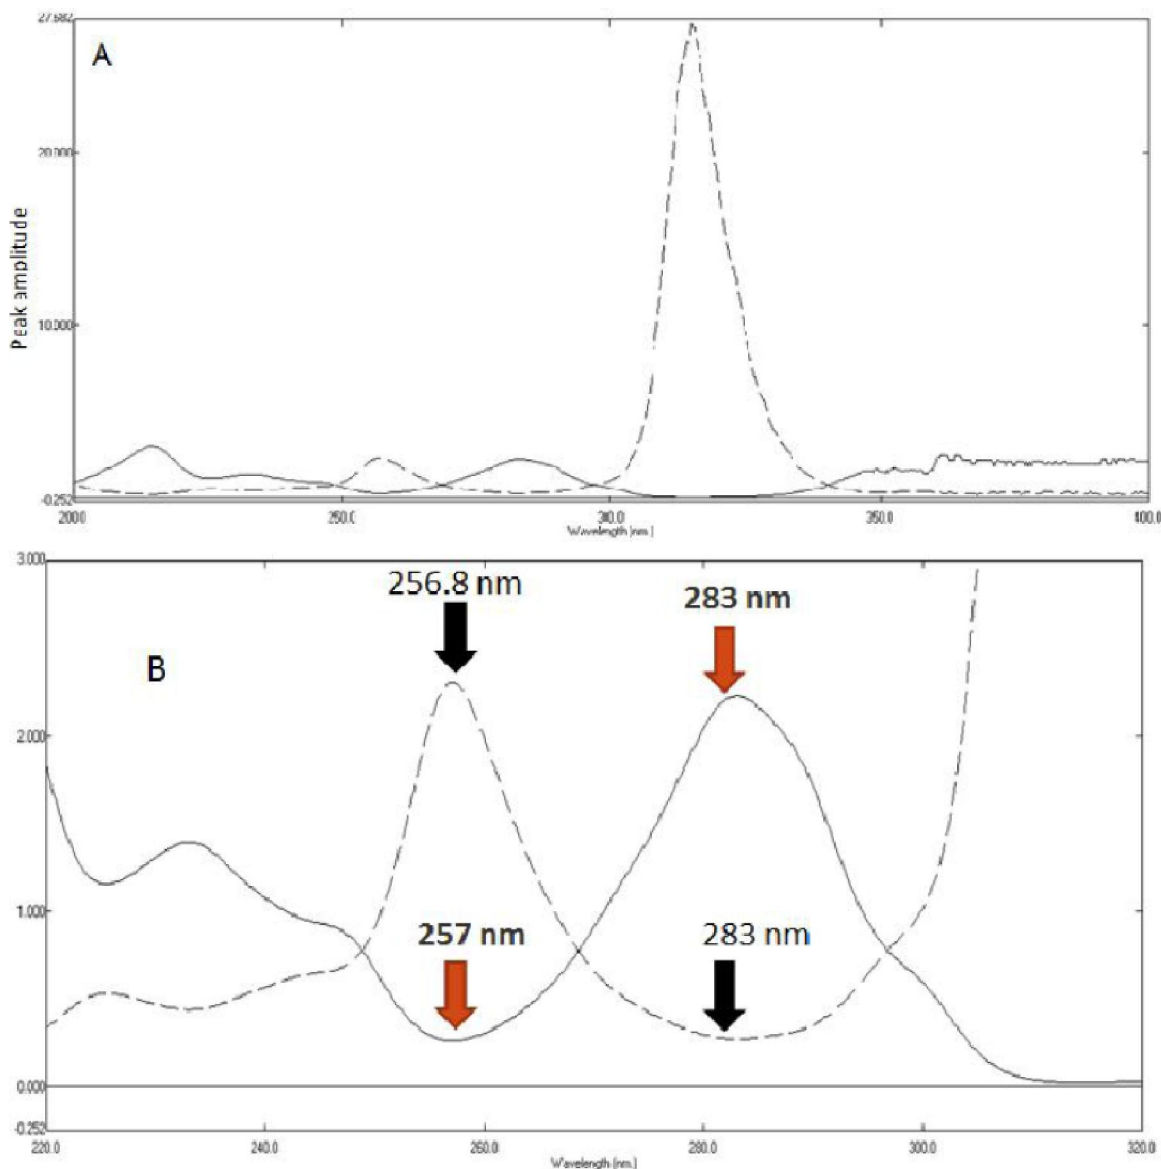 27.982
A
20.000
Peak amplitude
10.000
-0.252
200.0 250.0 300.0 350.0 400.0
Wavelength (nm.)
3.000
256.8 nm
283 nm
B
2.000
1.000
257 nm
283 nm
0.000
-0.252
220.0 240.0 260.0 280.0 300.0 320.0
Wavelength (nm.)